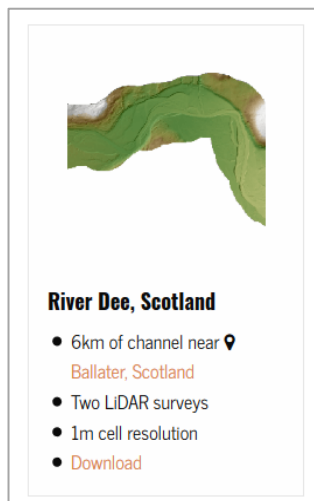 River Dee, Scotland
6km of channel near
Ballater, Scotland
Two LiDAR surveys
1m cell resolution
Download